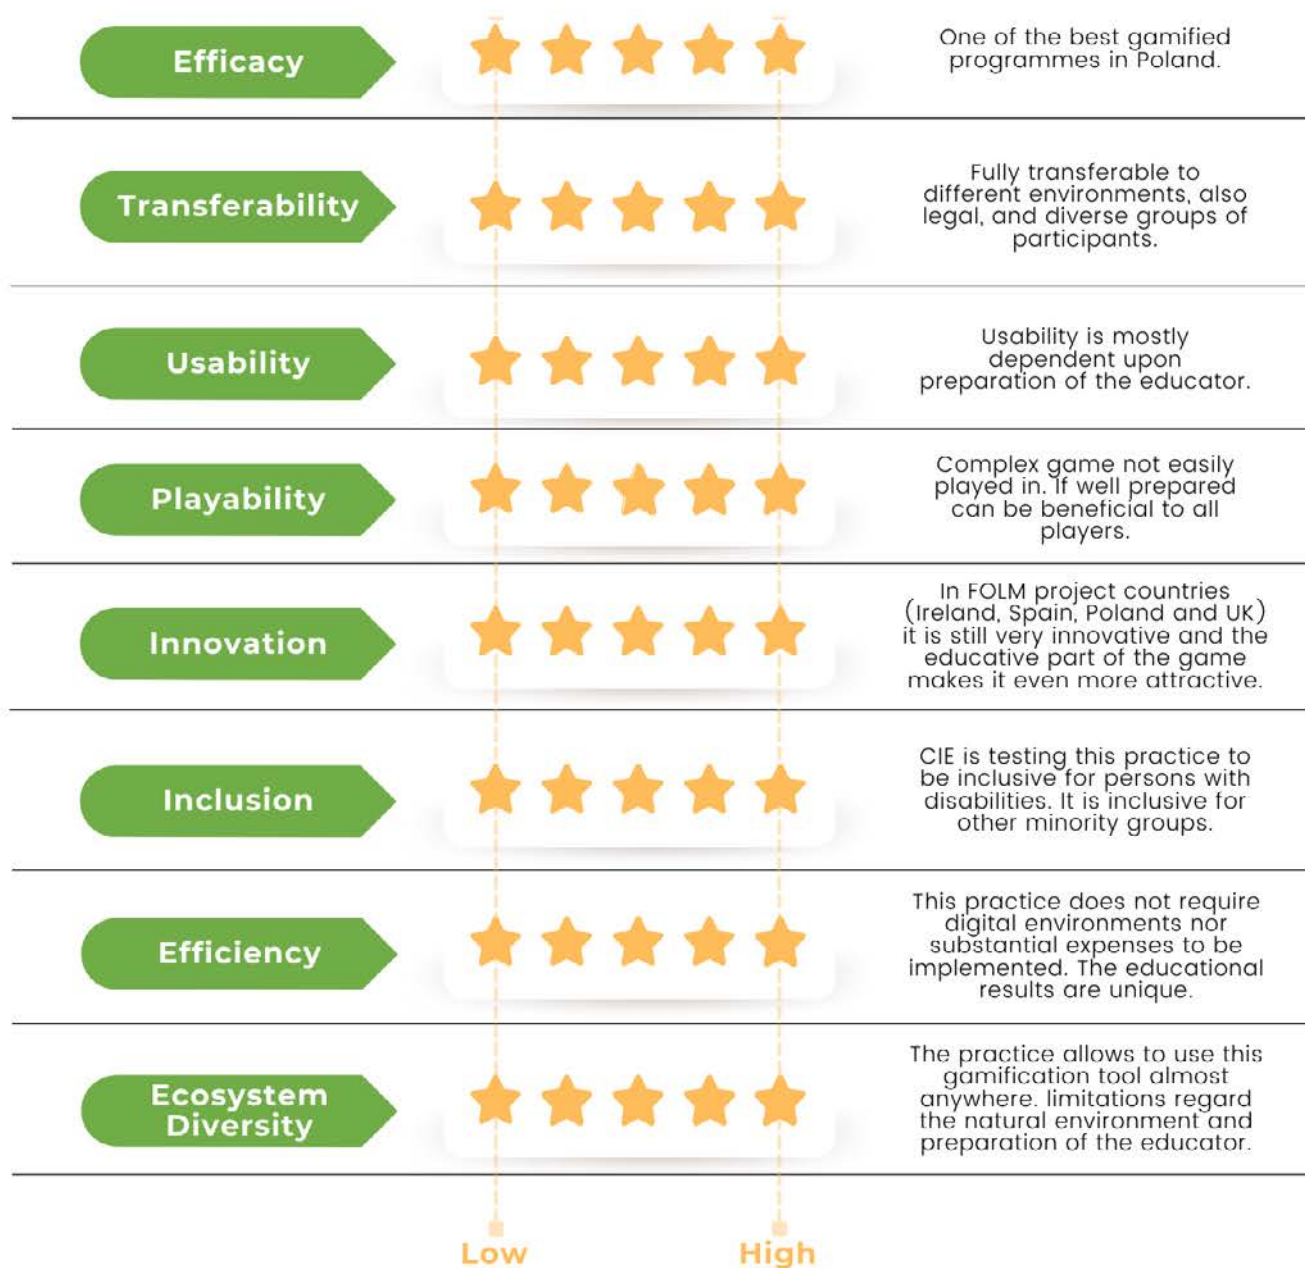 Efficacy
One of the best gamified
programmes in Poland.
Transferability
Fully transferable to
different environments, also
legal, and diverse groups of
participants.
Usability
Usability is mostly
dependent upon
preparation of the educator.
Playability
Complex game not easily
played in. If well prepared
can be beneficial to all
players.
Innovation
In FOLM project countries
(Ireland, Spain, Poland and UK)
it is still very innovative and the
educative part of the game
makes it even more attractive.
Inclusion
CIE is testing this practice to
be inclusive for persons with
disabilities. It is inclusive for
other minority groups.
Efficiency
This practice does not require
digital environments nor
substantial expenses to be
implemented. The educational
results are unique.
Ecosystem
Diversity
The practice allows to use this
gamification tool almost
anywhere. limitations regard
the natural environment and
preparation of the educator.
Low
High